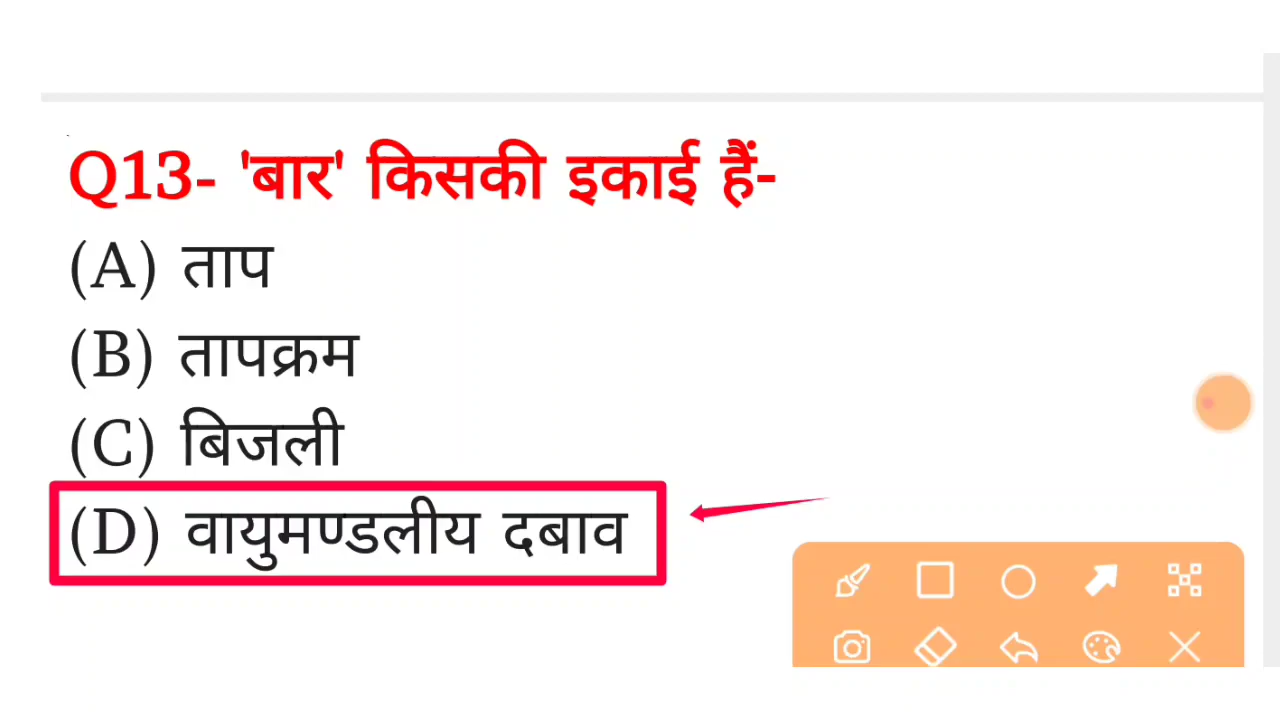 Q13- 'बार' किसकी इकाई हैं-
(A) ताप
(B) तापक्रम
(C) बिजली
(D) वायुमण्डलीय दबाव